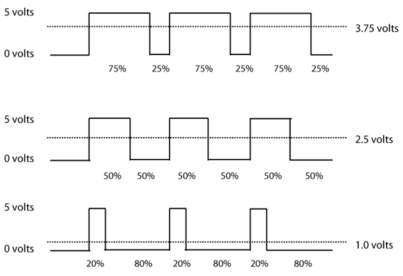 5 volts
3.75 volts
0 volts
75% 25% 75% 25% 75% 25%
5 volts
2.5 volts
0 volts
50% 50% 50% 50% 50% 50%
5 volts
1.0 volts
0 volts
20% 80% 20% 80% 20% 80%